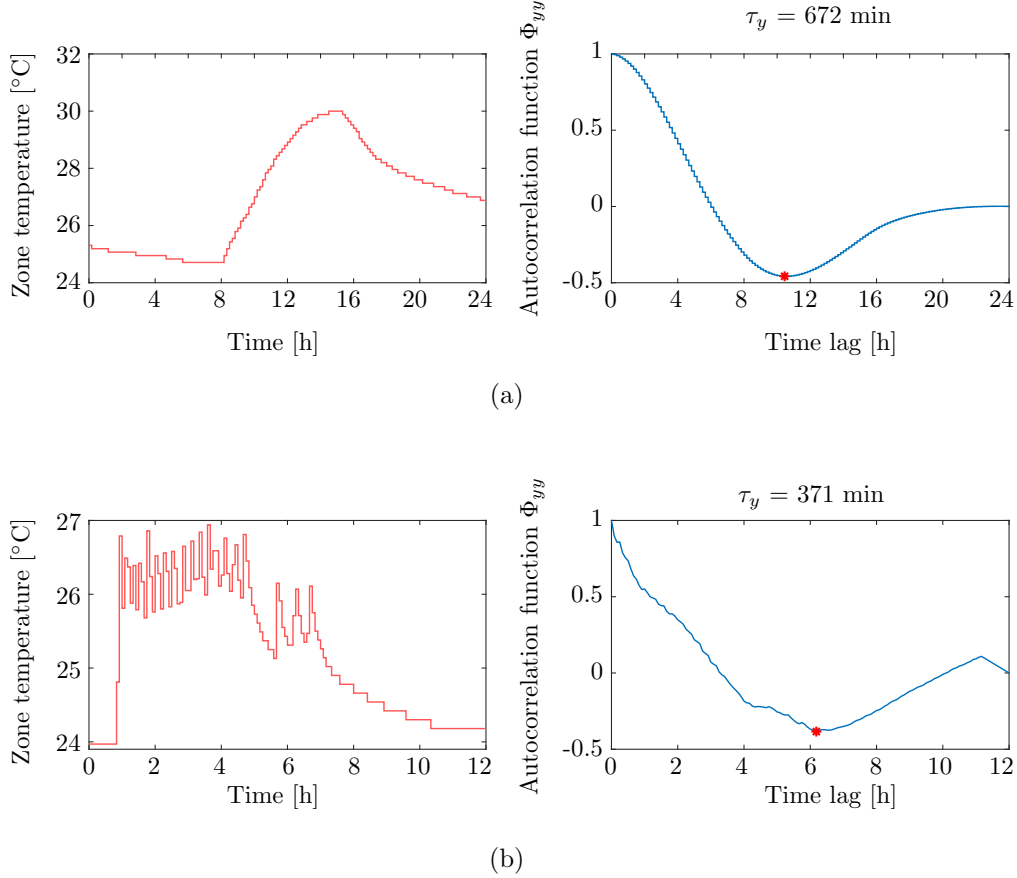 τ_y = 672 min
Zone temperature [°C]
32
30
28
26
24
0 4 8 12 16 20 24
Time [h]
Autocorrelation function Φ_yy
1
0.5
0
-0.5
0 4 8 12 16 20 24
Time lag [h]
(a)
τ_y = 371 min
Zone temperature [°C]
27
26
25
24
0 2 4 6 8 10 12
Time [h]
Autocorrelation function Φ_yy
1
0.5
0
-0.5
0 2 4 6 8 10 12
Time lag [h]
(b)